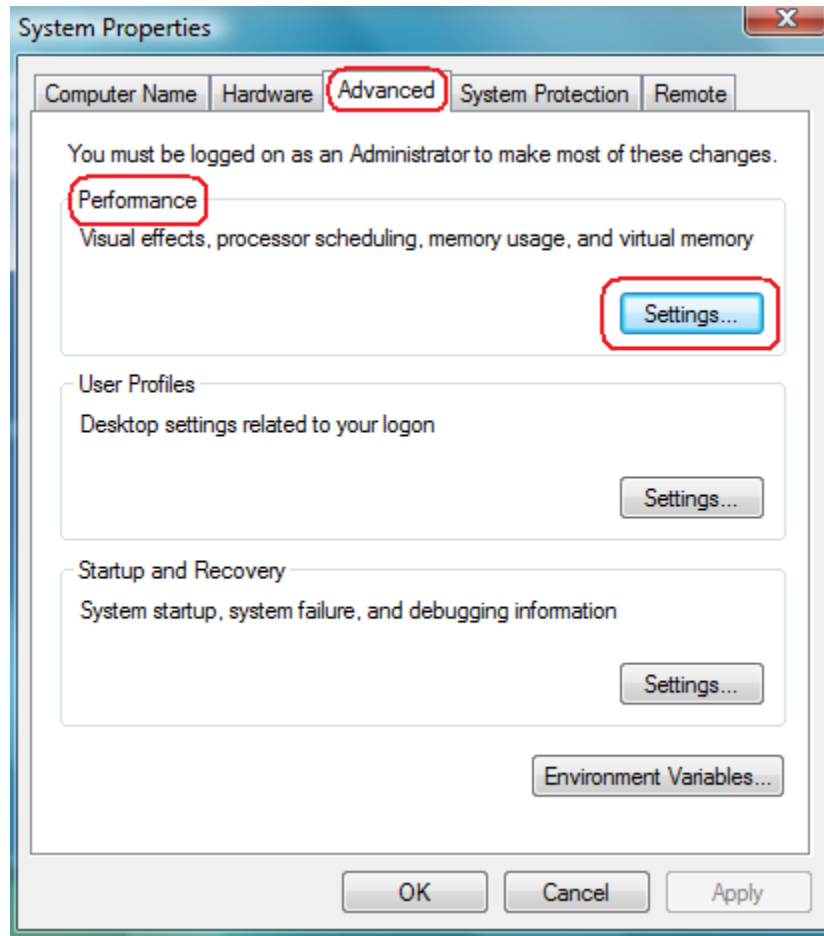 System Properties
Computer Name Hardware Advanced System Protection Remote
You must be logged on as an Administrator to make most of these changes.
Performance
Visual effects, processor scheduling, memory usage, and virtual memory
Settings...
User Profiles
Desktop settings related to your logon
Settings...
Startup and Recovery
System startup, system failure, and debugging information
Settings...
Environment Variables...
OK Cancel Apply